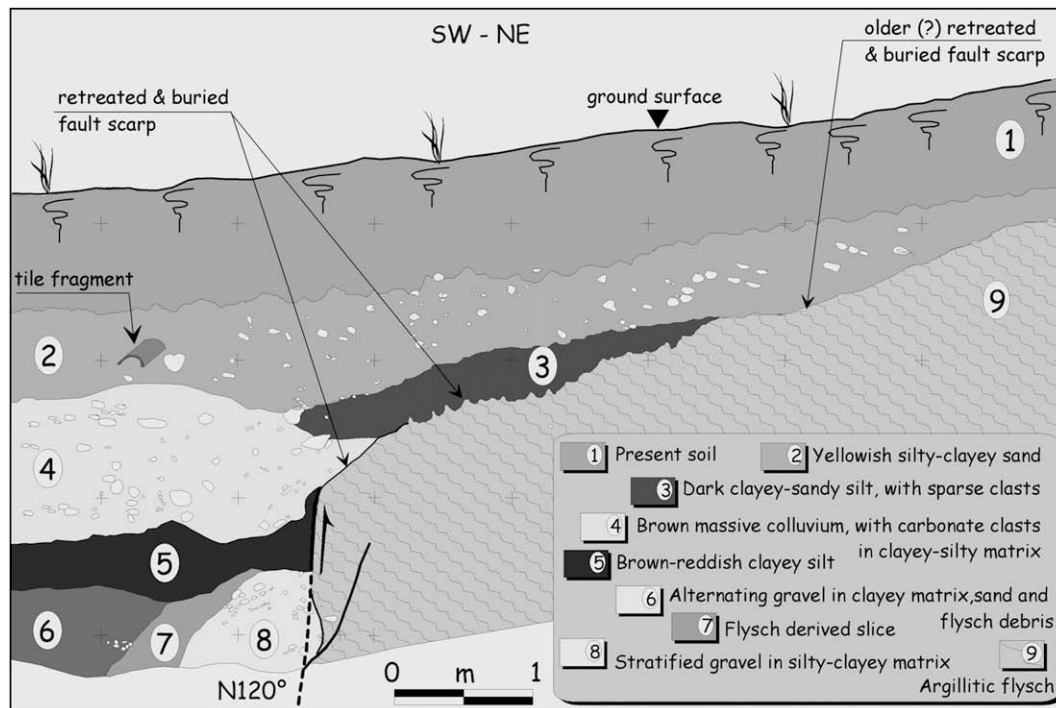 SW - NE
older (?) retreated
& buried fault scarp
retreated & buried
fault scarp
ground surface
1
tile fragment
9
2
3
4
5
6
7
8
N120°
0 m 1
1 Present soil
2 Yellowish silty-clayey sand
3 Dark clayey-sandy silt, with sparse clasts
4 Brown massive colluvium, with carbonate clasts
in clayey-silty matrix
5 Brown-reddish clayey silt
6 Alternating gravel in clayey matrix,sand and
flysch debris
7 Flysch derived slice
8 Stratified gravel in silty-clayey matrix
9
Argillitic flysch